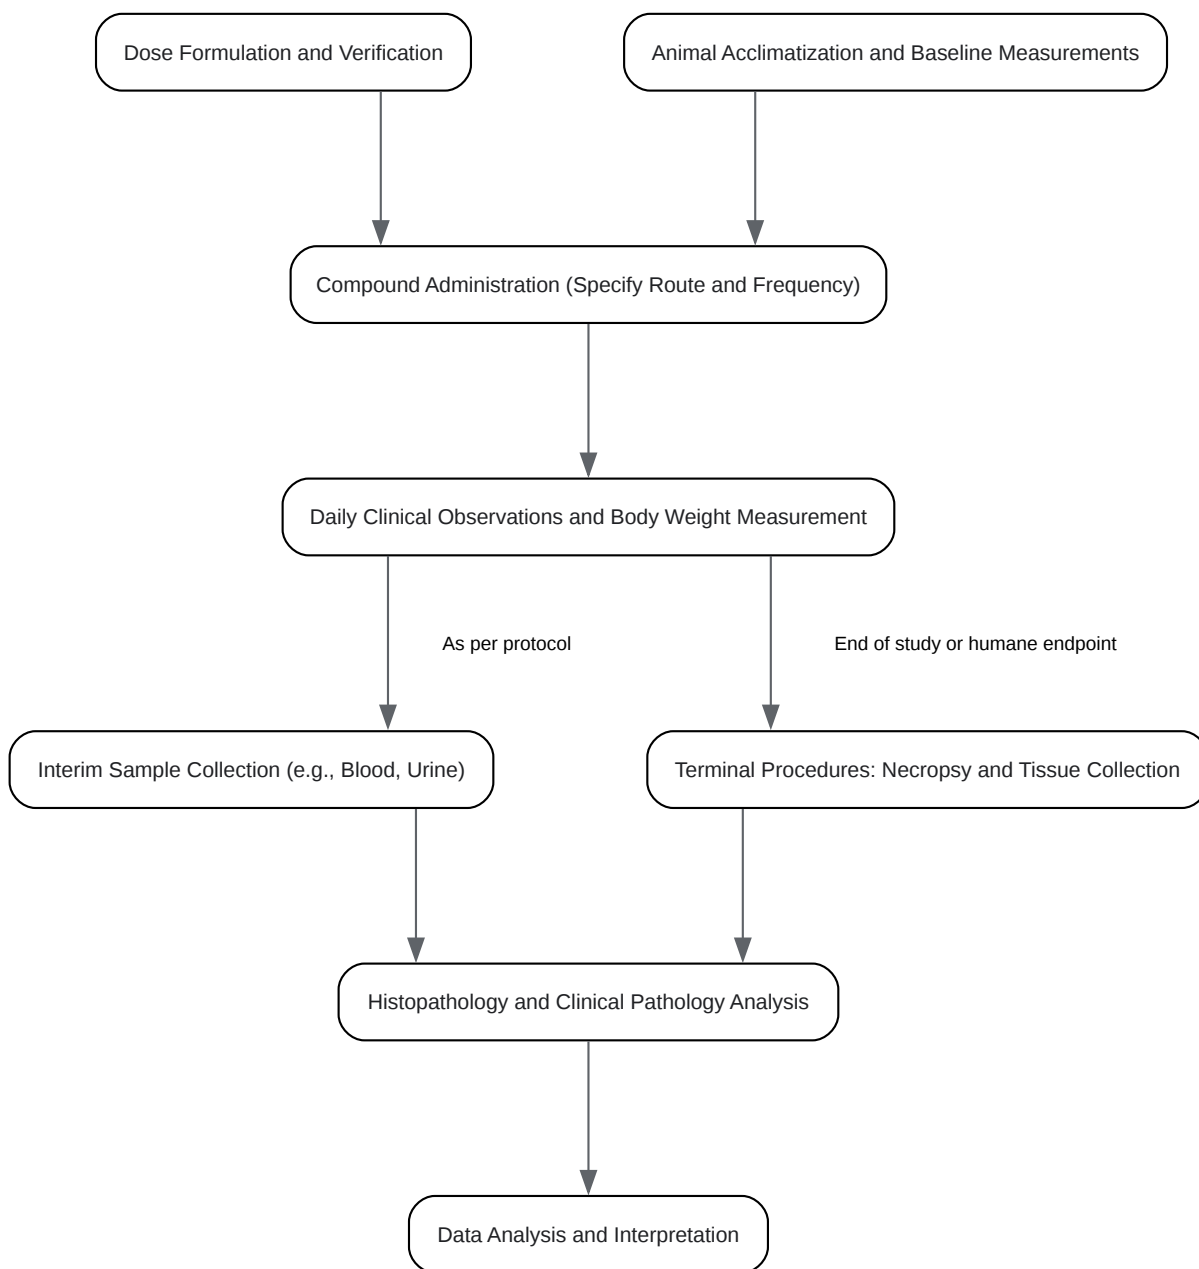 Dose Formulation and Verification
Animal Acclimatization and Baseline Measurements
Compound Administration (Specify Route and Frequency)
Daily Clinical Observations and Body Weight Measurement
As per protocol
End of study or humane endpoint
Interim Sample Collection (e.g., Blood, Urine)
Terminal Procedures: Necropsy and Tissue Collection
Histopathology and Clinical Pathology Analysis
Data Analysis and Interpretation